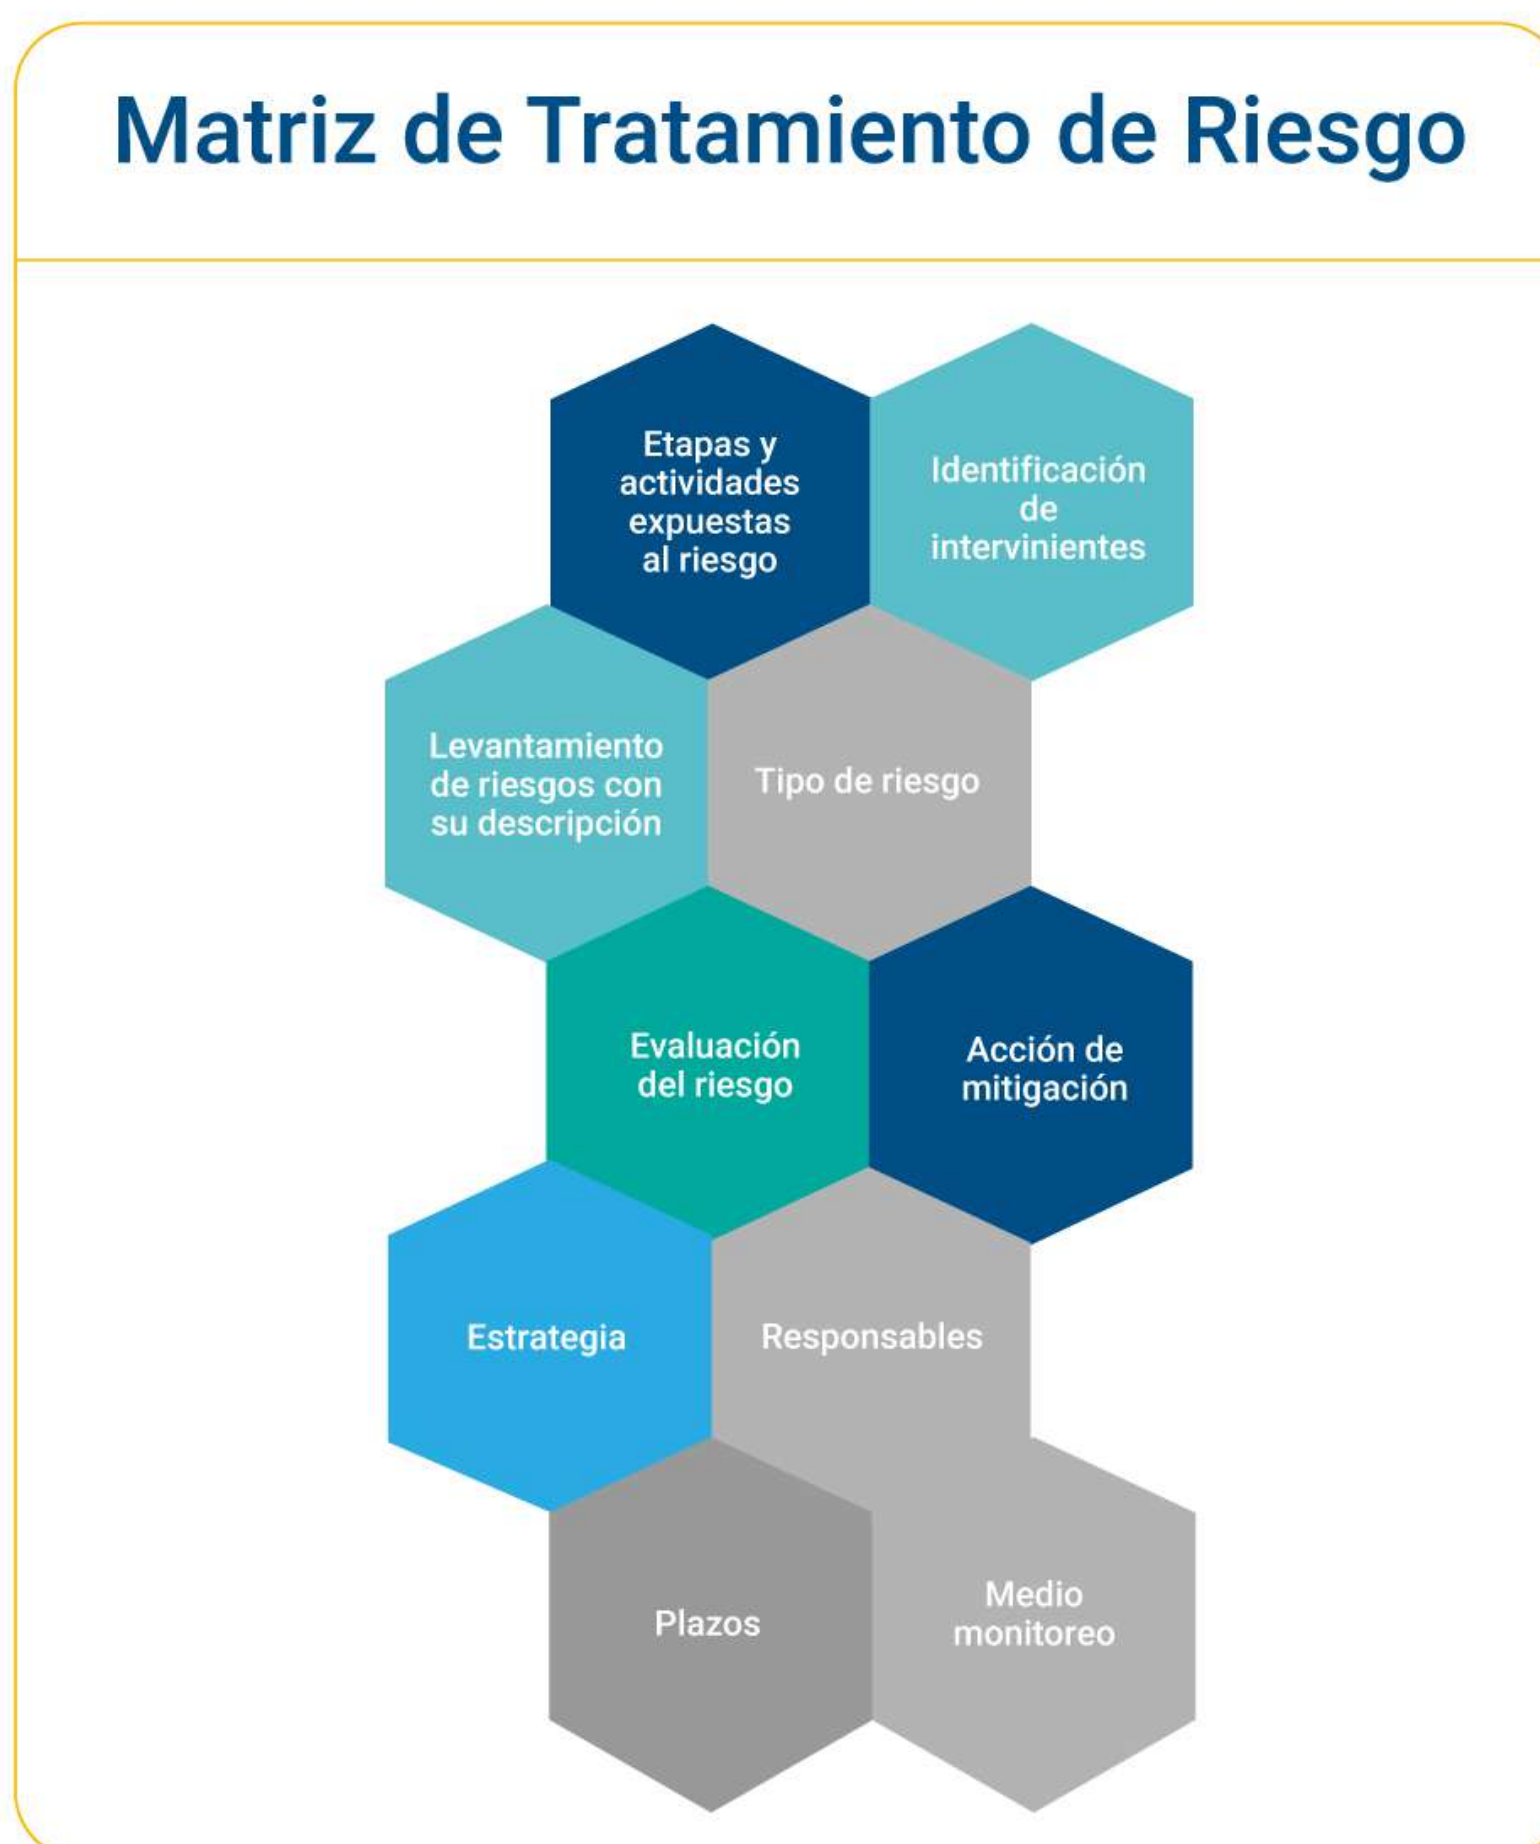 Matriz de Tratamiento de Riesgo
Etapas y
actividades
expuestas
al riesgo
Identificación
de
intervinientes
Levantamiento
de riesgos con
su descripción
Tipo de riesgo
Evaluación
del riesgo
Acción de
mitigación
Estrategia
Responsables
Plazos
Medio
monitoreo